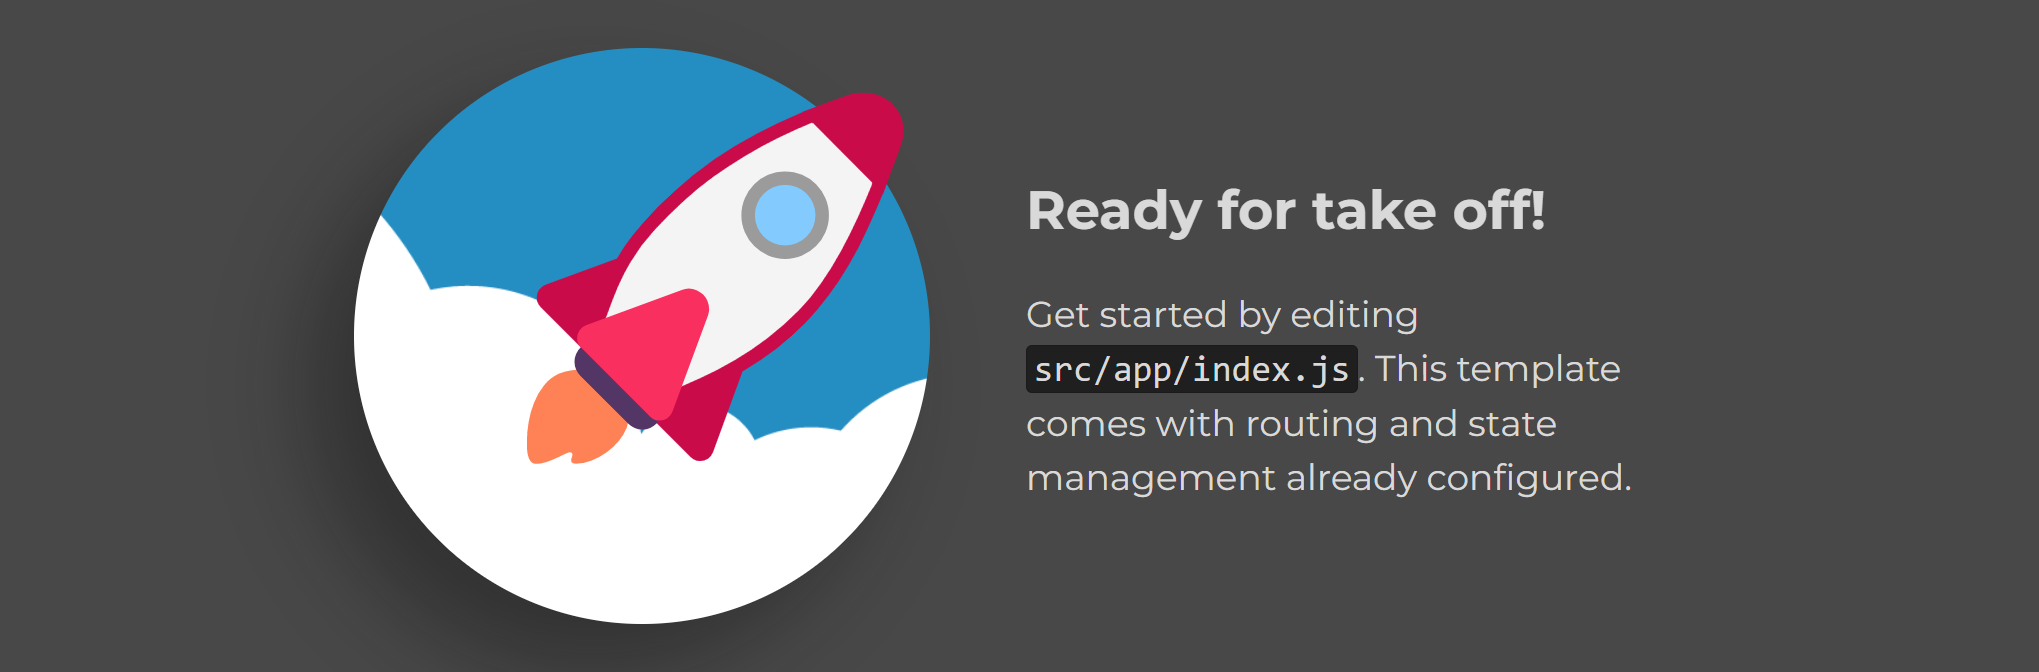 Ready for take off!
Get started by editing
src/app/index.js. This template
comes with routing and state
management already configured.